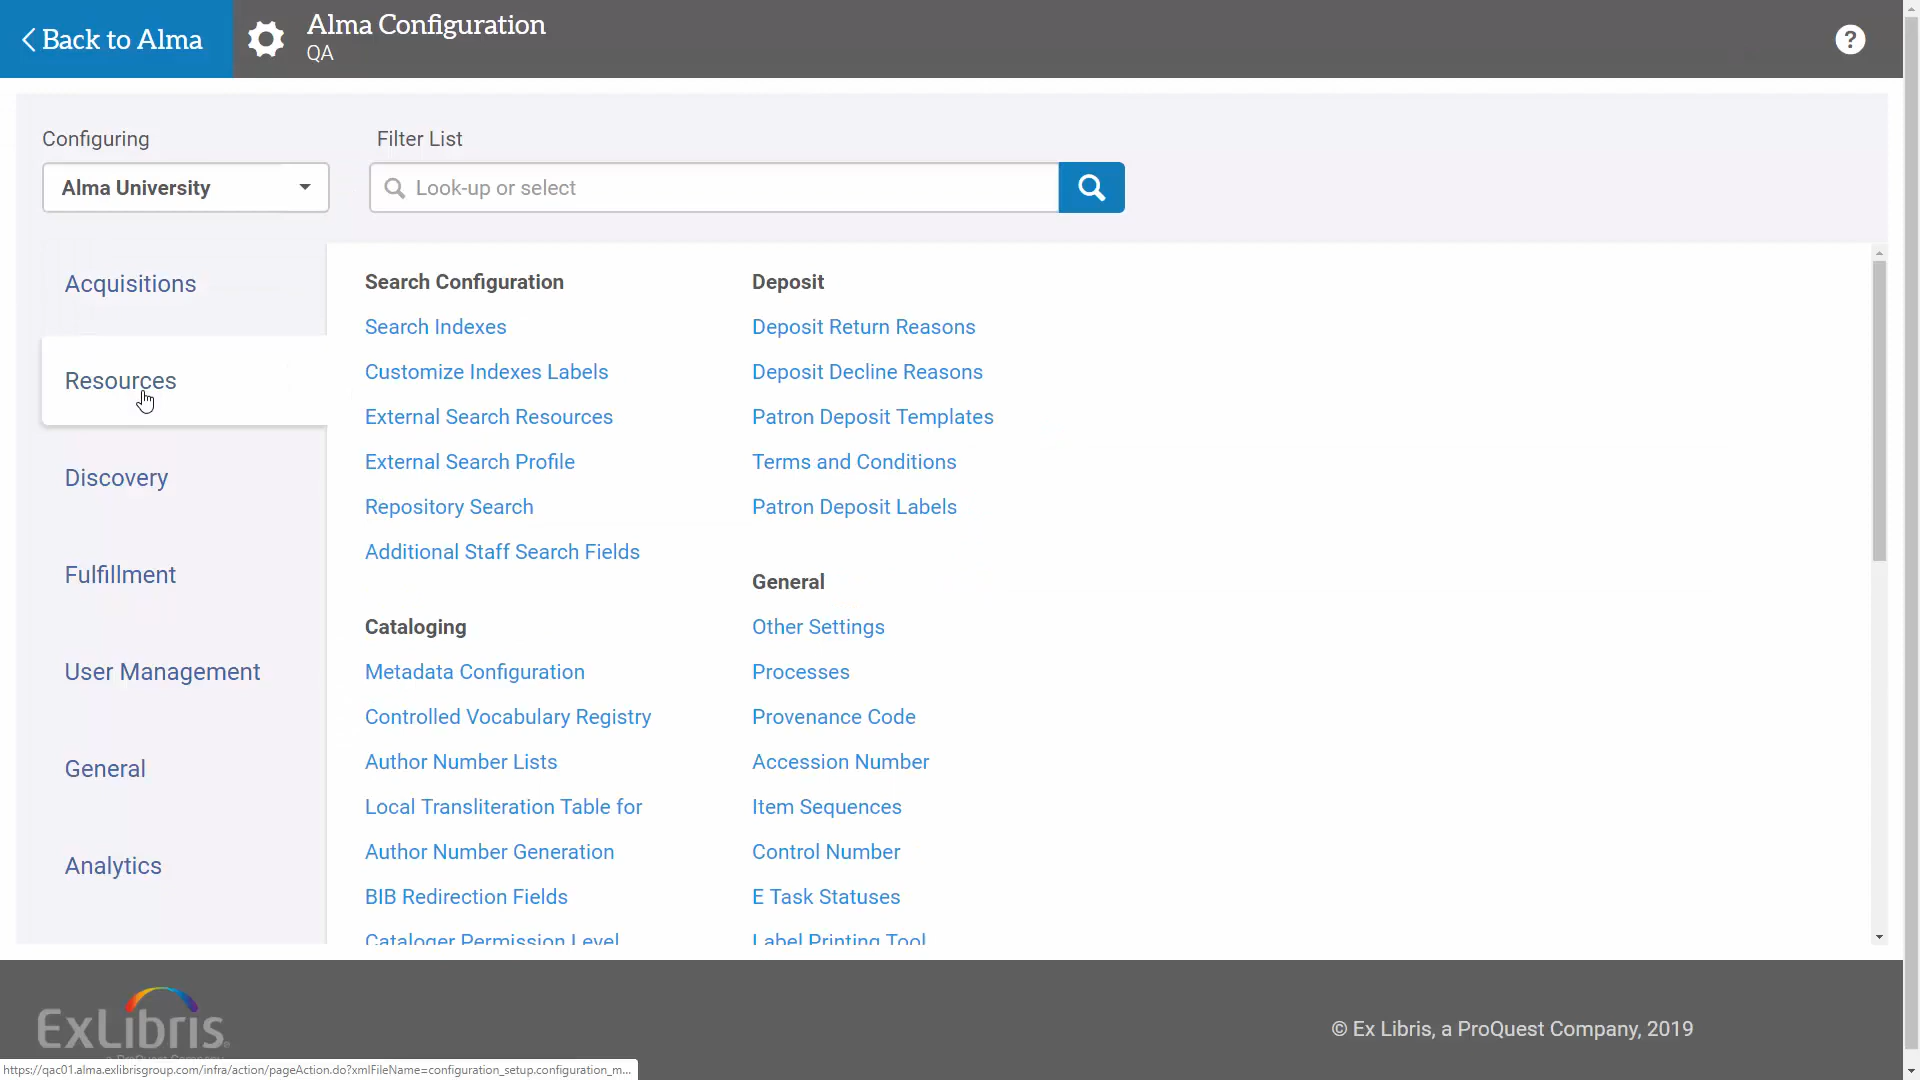 Back to Alma
Alma Configuration
QA
?
Configuring
Filter List
Alma University
Look-up or select
Acquisitions
Resources
Discovery
Fulfillment
User Management
General
Analytics
Search Configuration
Search Indexes
Customize Indexes Labels
External Search Resources
External Search Profile
Repository Search
Additional Staff Search Fields
Cataloging
Metadata Configuration
Controlled Vocabulary Registry
Author Number Lists
Local Transliteration Table for
Author Number Generation
BIB Redirection Fields
Cataloger Permission Level
Deposit
Deposit Return Reasons
Deposit Decline Reasons
Patron Deposit Templates
Terms and Conditions
Patron Deposit Labels
General
Other Settings
Processes
Provenance Code
Accession Number
Item Sequences
Control Number
E Task Statuses
Label Printing Tool
ExLibris
a ProQuest Company
© Ex Libris, a ProQuest Company, 2019
https://qac01.alma.exlibrisgroup.com/infra/action/pageAction.do?xmlFileName=configuration_setup.configuration_m...